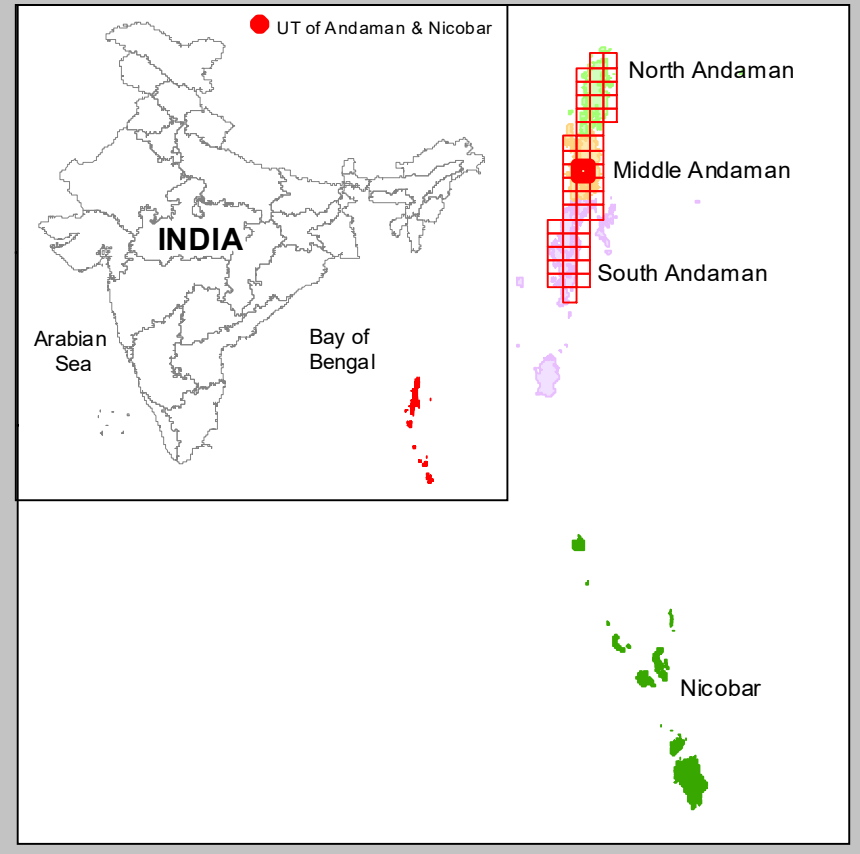 UT of Andaman & Nicobar
North Andaman
Middle Andaman
INDIA
South Andaman
Arabian
Sea
Bay of
Bengal
Nicobar